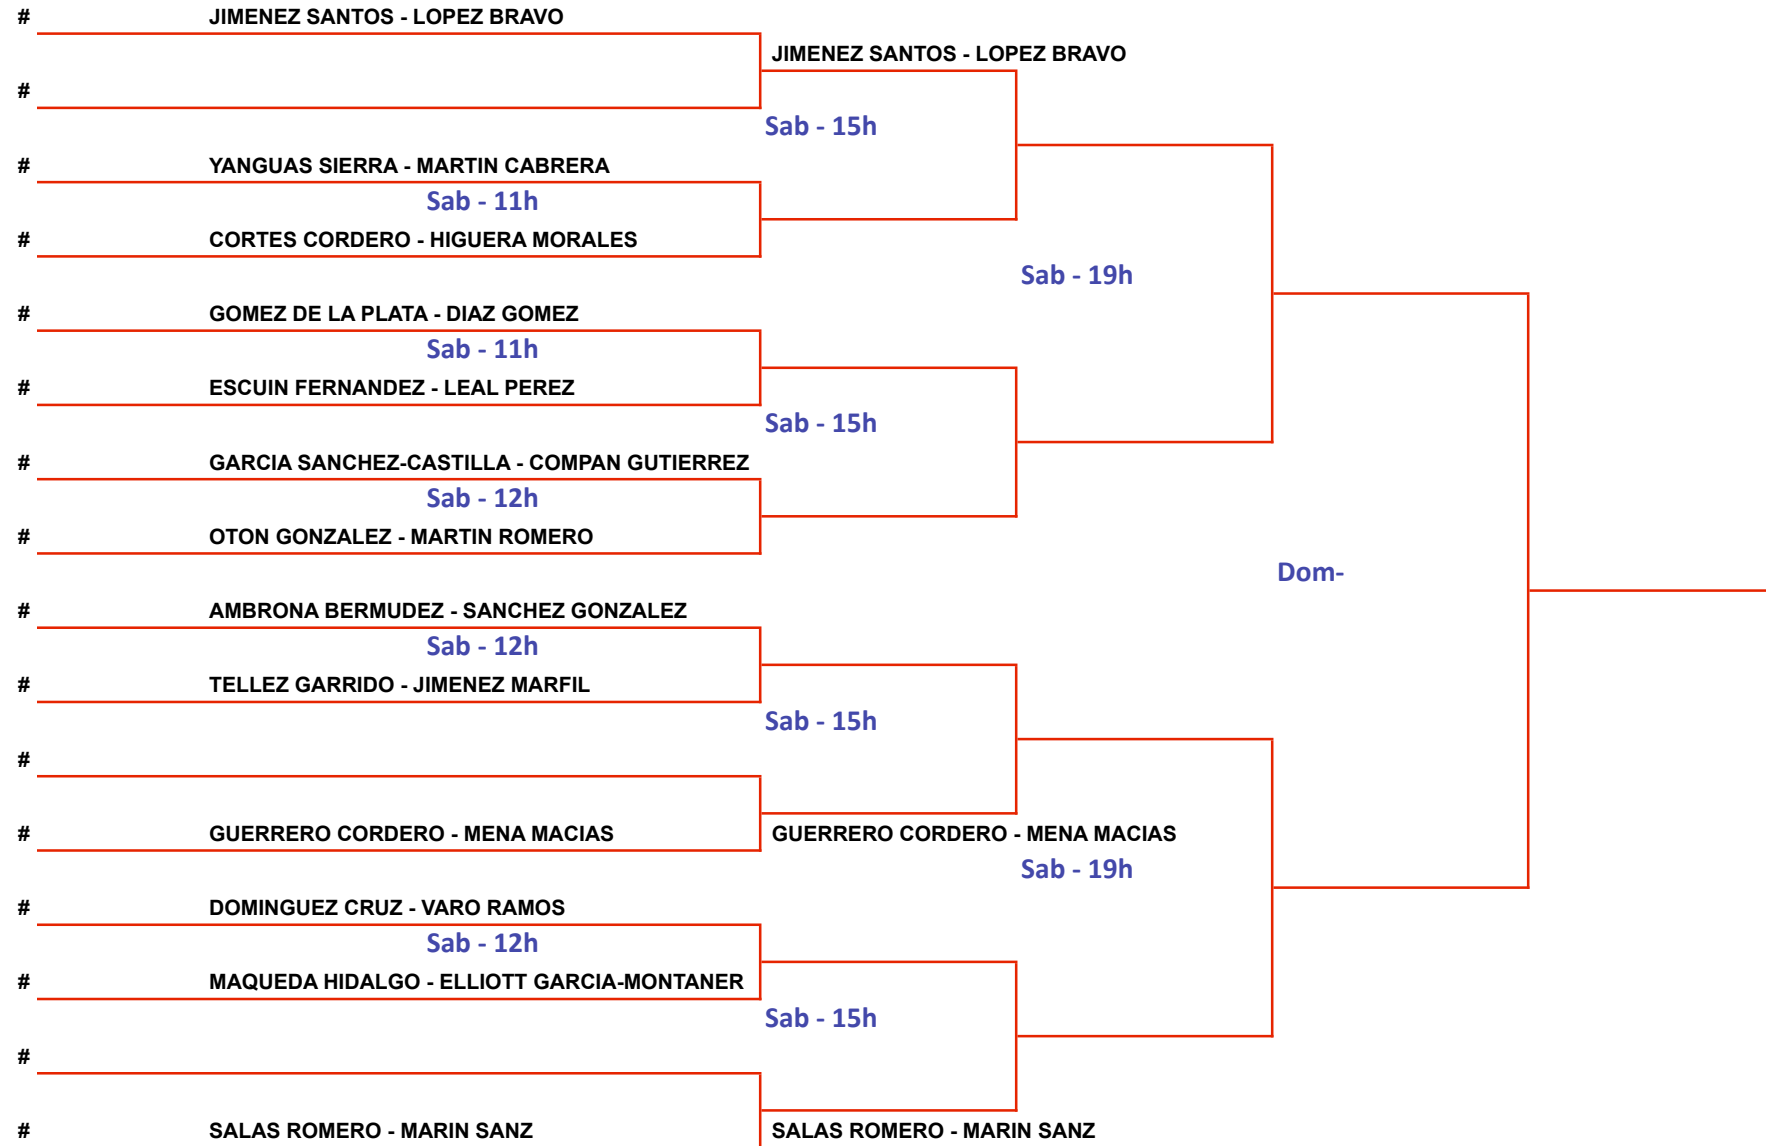 # JIMENEZ SANTOS - LOPEZ BRAVO
JIMENEZ SANTOS - LOPEZ BRAVO
#
Sab - 15h
# YANGUAS SIERRA - MARTIN CABRERA
Sab - 11h
# CORTES CORDERO - HIGUERA MORALES
Sab - 19h
# GOMEZ DE LA PLATA - DIAZ GOMEZ
Sab - 11h
# ESCUIN FERNANDEZ - LEAL PEREZ
Sab - 15h
# GARCIA SANCHEZ-CASTILLA - COMPAN GUTIERREZ
Sab - 12h
# OTON GONZALEZ - MARTIN ROMERO
Dom-
# AMBRONA BERMUDEZ - SANCHEZ GONZALEZ
Sab - 12h
# TELLEZ GARRIDO - JIMENEZ MARFIL
Sab - 15h
#
# GUERRERO CORDERO - MENA MACIAS GUERRERO CORDERO - MENA MACIAS
Sab - 19h
# DOMINGUEZ CRUZ - VARO RAMOS
Sab - 12h
# MAQUEDA HIDALGO - ELLIOTT GARCIA-MONTANER
Sab - 15h
#
# SALAS ROMERO - MARIN SANZ SALAS ROMERO - MARIN SANZ